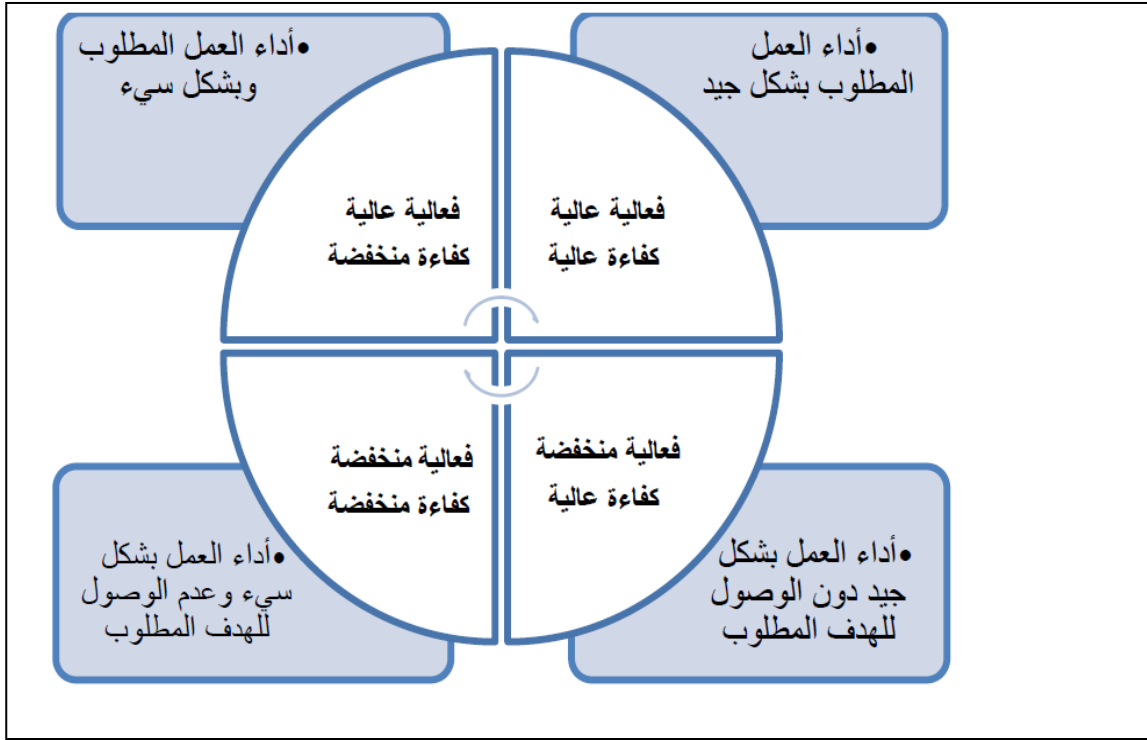 •أداء العمل
المطلوب بشكل جيد
•أداء العمل المطلوب
وبشكل سيء
فعالية عالية
كفاءة عالية
فعالية عالية
كفاءة منخفضة
فعالية منخفضة
كفاءة عالية
فعالية منخفضة
كفاءة منخفضة
•أداء العمل بشكل
جيد دون الوصول
للهدف المطلوب
•أداء العمل بشكل
سيء وعدم الوصول
للهدف المطلوب